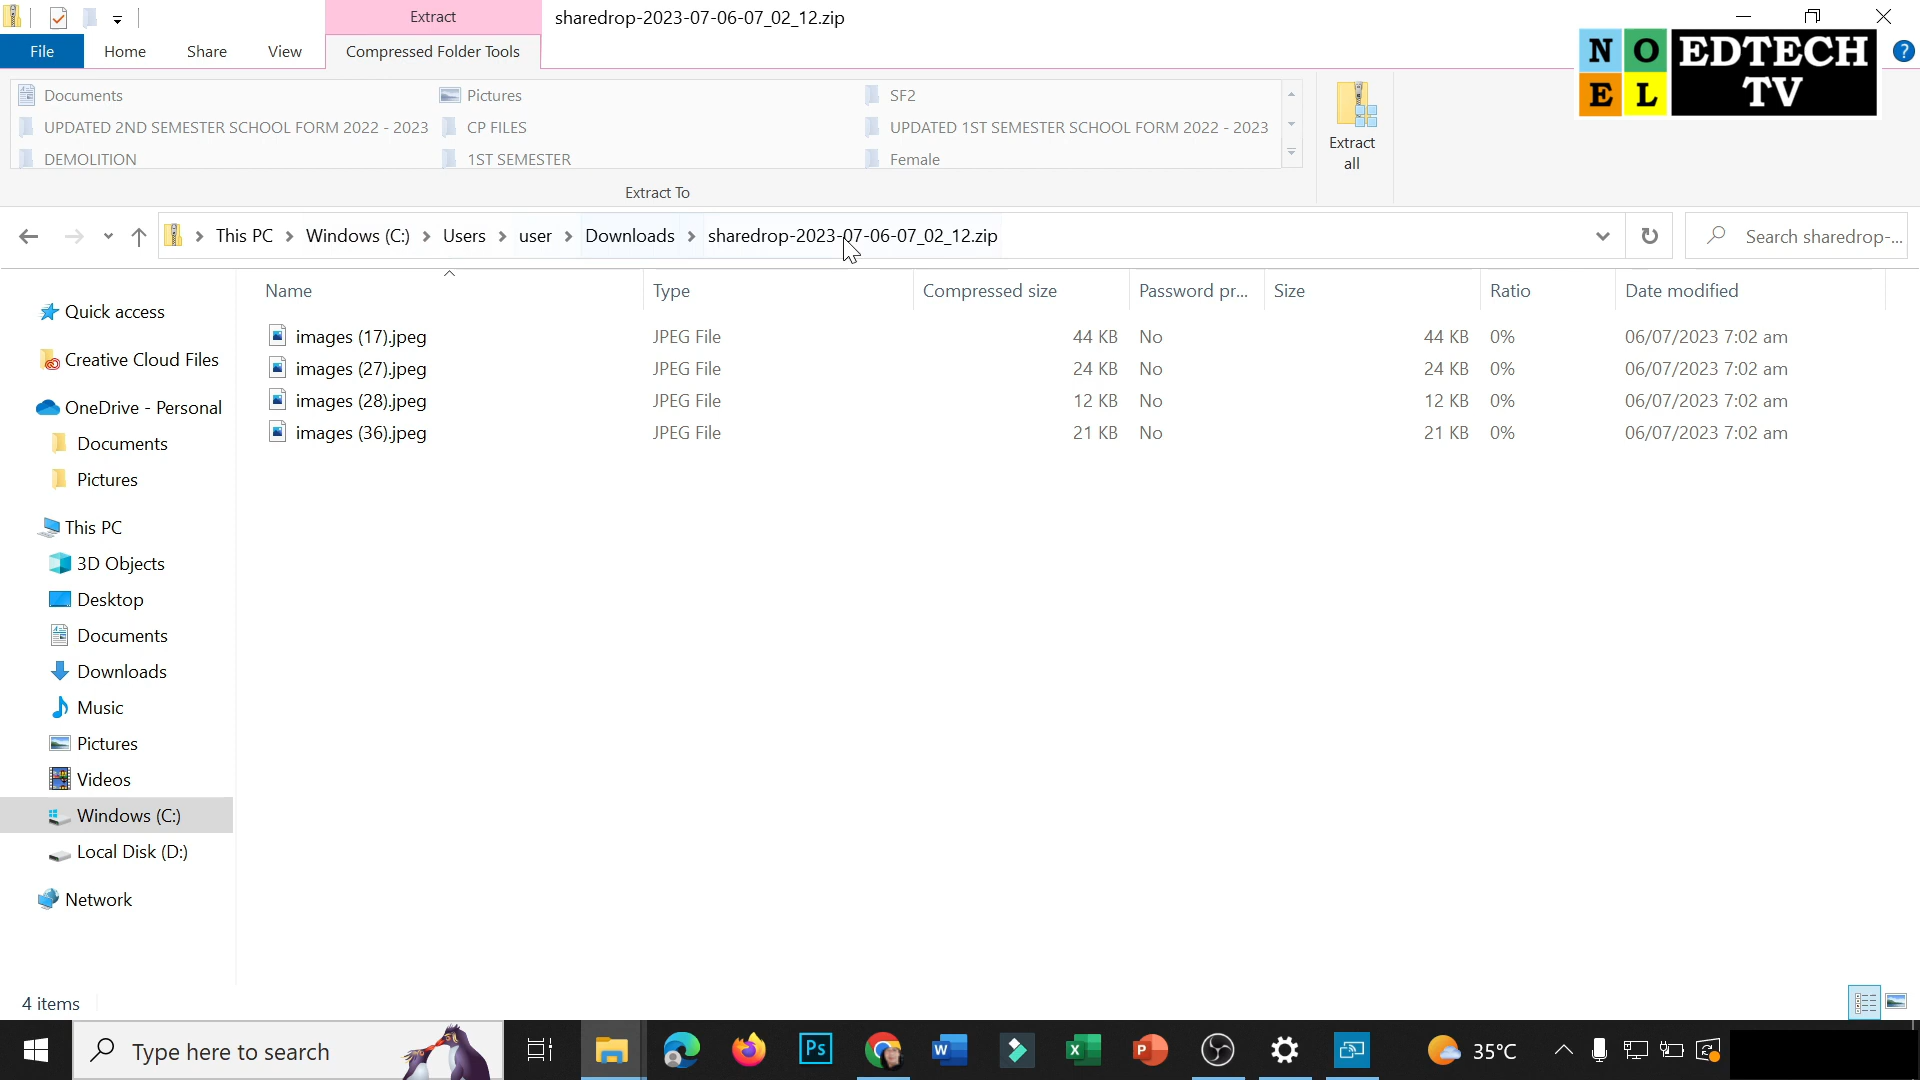 Extract
sharedrop-2023-07-06-07_02_12.zip
File
Home
Share
View
Compressed Folder Tools
NO
EL
EDTECH
TV
?
Documents
Pictures
SF2
UPDATED 2ND SEMESTER SCHOOL FORM 2022 - 2023
CP FILES
UPDATED 1ST SEMESTER SCHOOL FORM 2022 - 2023
DEMOLITION
1ST SEMESTER
Female
Extract
all
Extract To
This PC > Windows (C:) > Users > user > Downloads > sharedrop-2023-07-06-07_02_12.zip
Search sharedrop-...
Name Type Compressed size Password pr... Size Ratio Date modified
images (17).jpeg JPEG File 44 KB No 44 KB 0% 06/07/2023 7:02 am
images (27).jpeg JPEG File 24 KB No 24 KB 0% 06/07/2023 7:02 am
images (28).jpeg JPEG File 12 KB No 12 KB 0% 06/07/2023 7:02 am
images (36).jpeg JPEG File 21 KB No 21 KB 0% 06/07/2023 7:02 am
Quick access
Creative Cloud Files
OneDrive - Personal
Documents
Pictures
This PC
3D Objects
Desktop
Documents
Downloads
Music
Pictures
Videos
Windows (C:)
Local Disk (D:)
Network
4 items
Type here to search
Ps
W
X
P
35°C